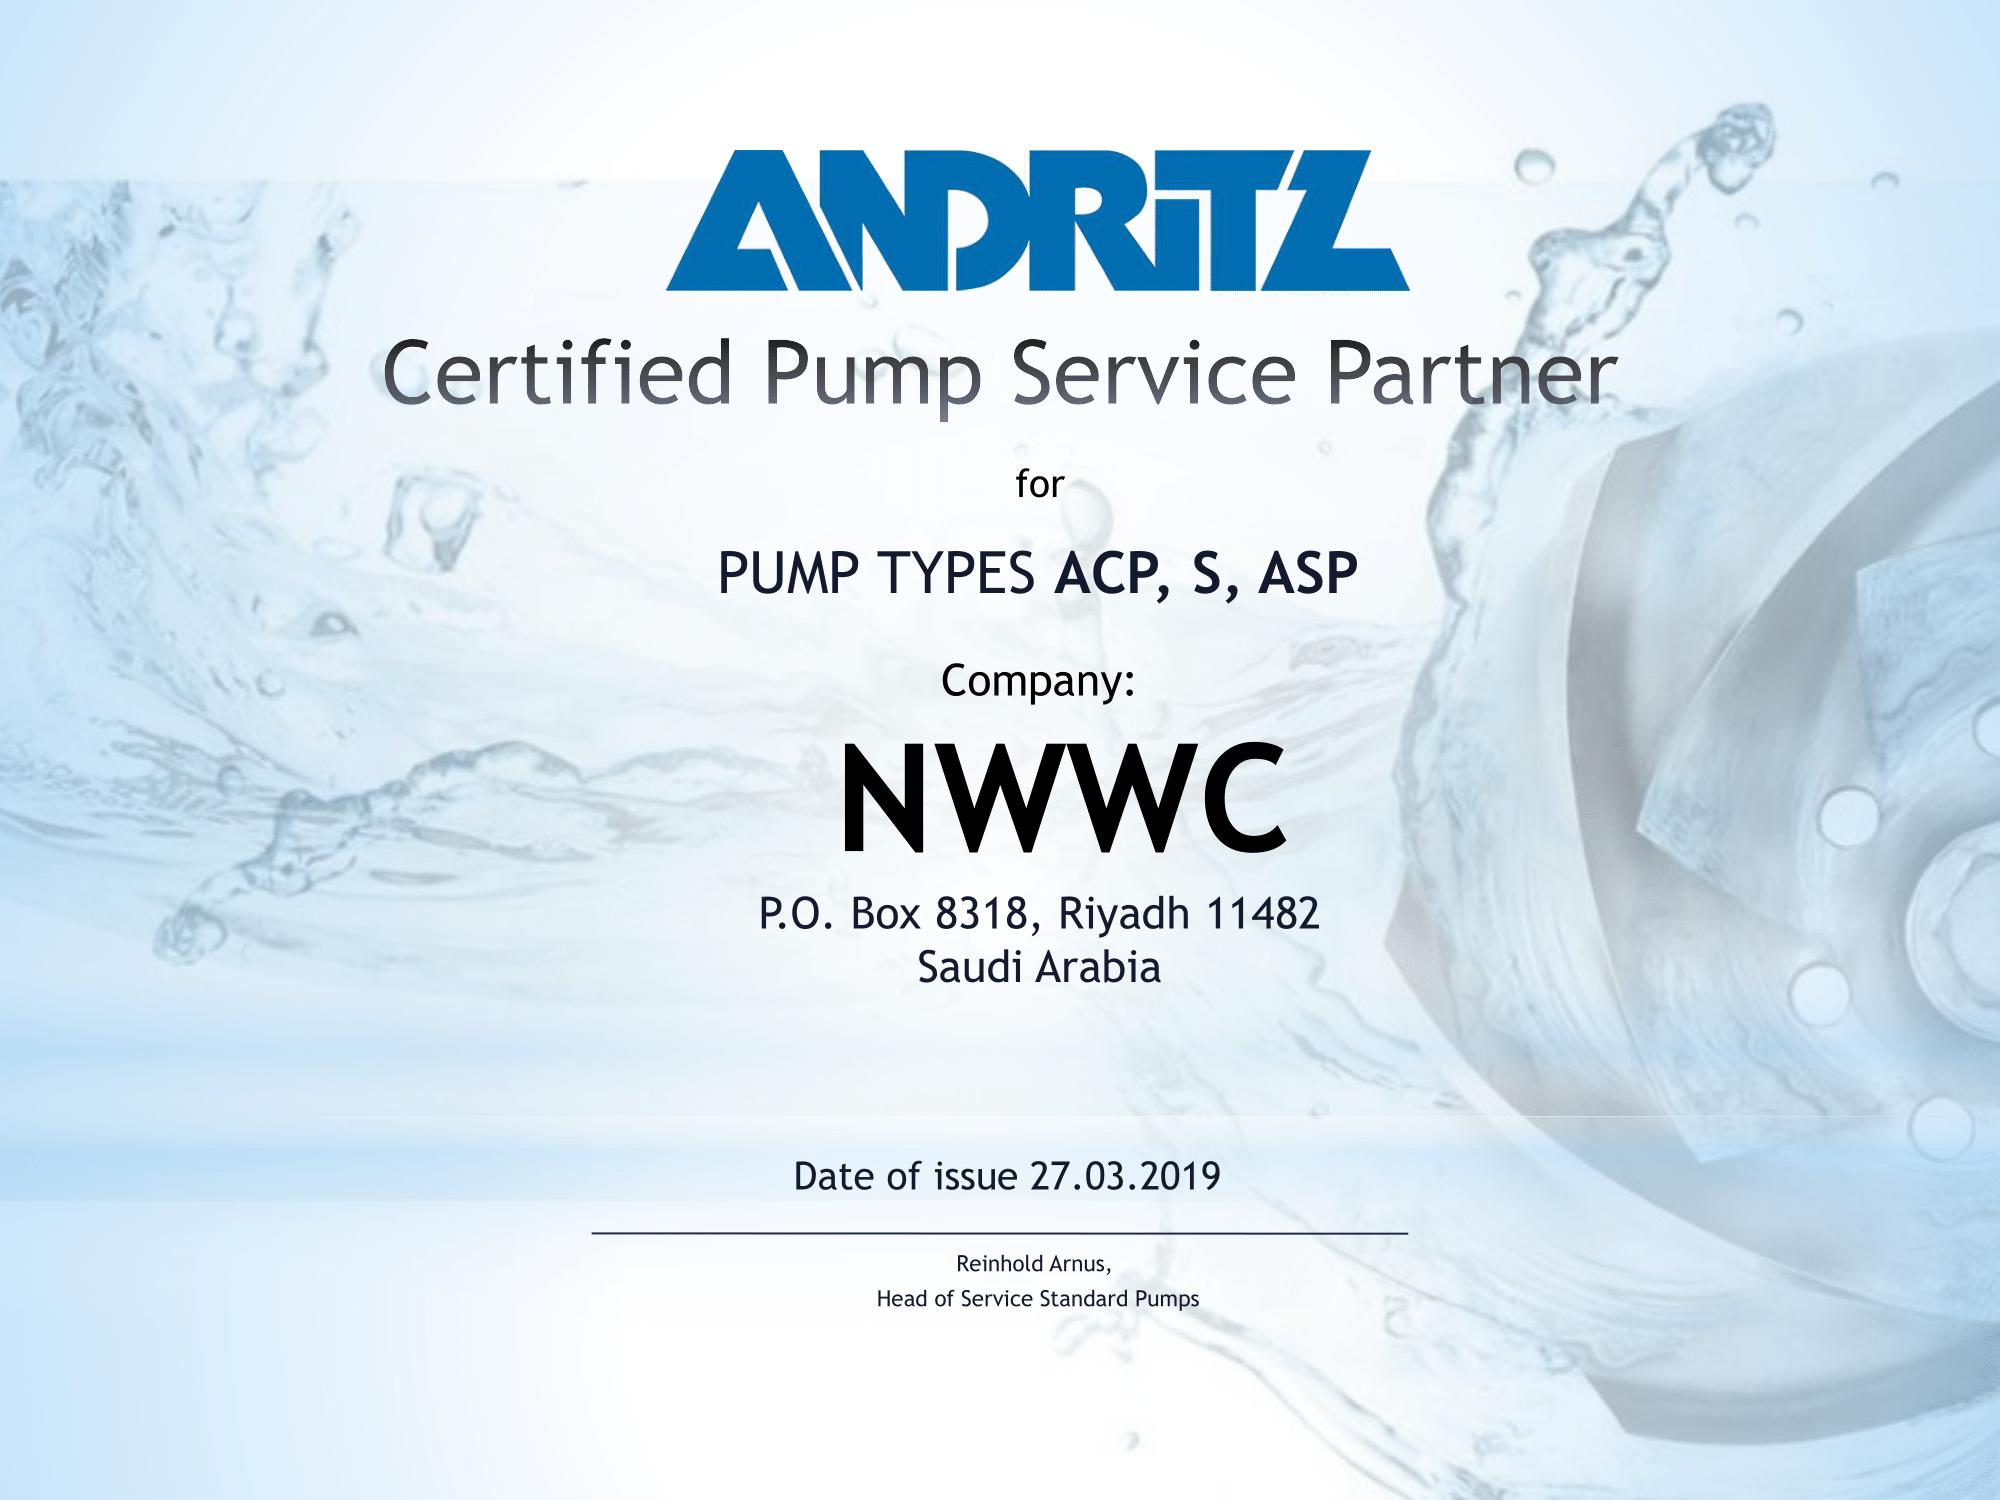 ANDRITZ
Certified Pump Service Partner
for
PUMP TYPES ACP, S, ASP
Company:
NWWC
P.O. Box 8318, Riyadh 11482
Saudi Arabia
Date of issue 27.03.2019
Reinhold Arnus,
Head of Service Standard Pumps